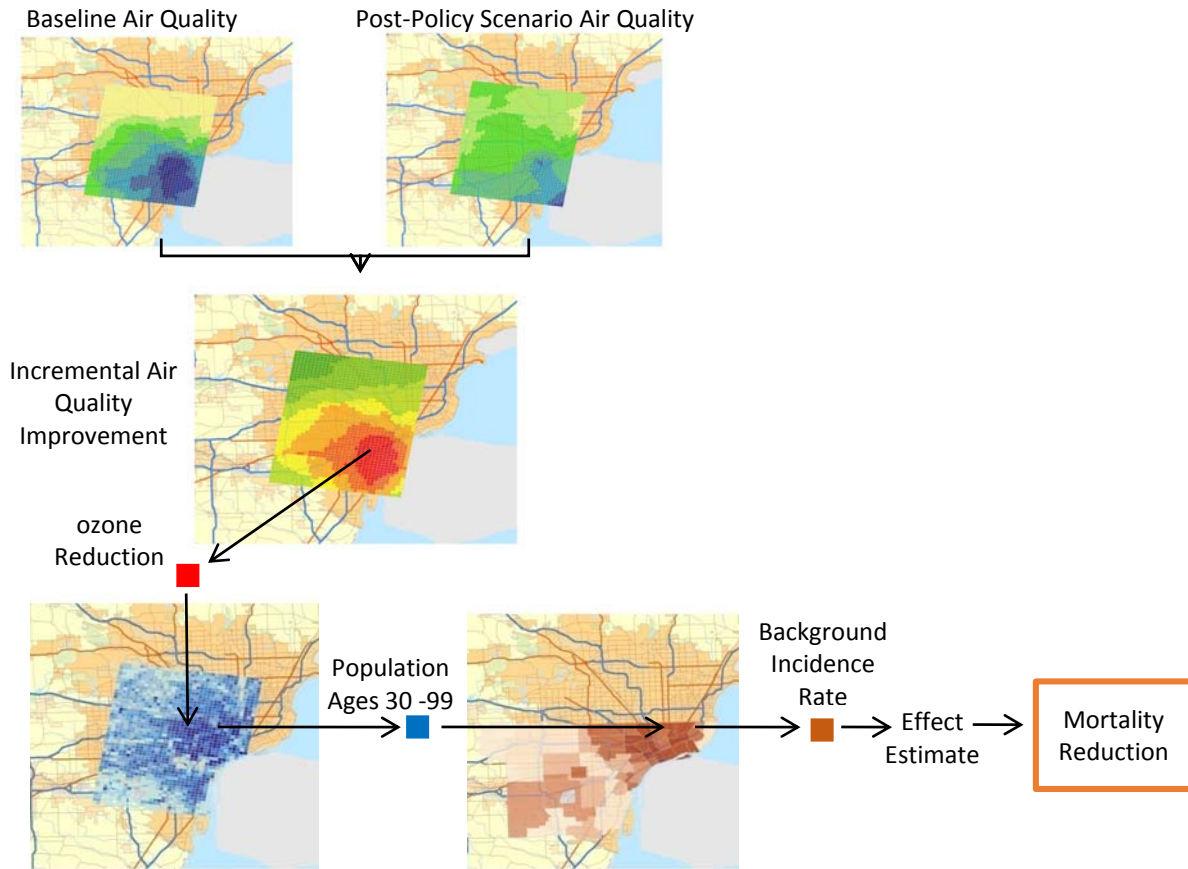 Baseline Air Quality
Post-Policy Scenario Air Quality
Incremental Air
Quality
Improvement
ozone
Reduction
Population
Ages 30 -99
Background
Incidence
Rate
Effect
Estimate
Mortality
Reduction